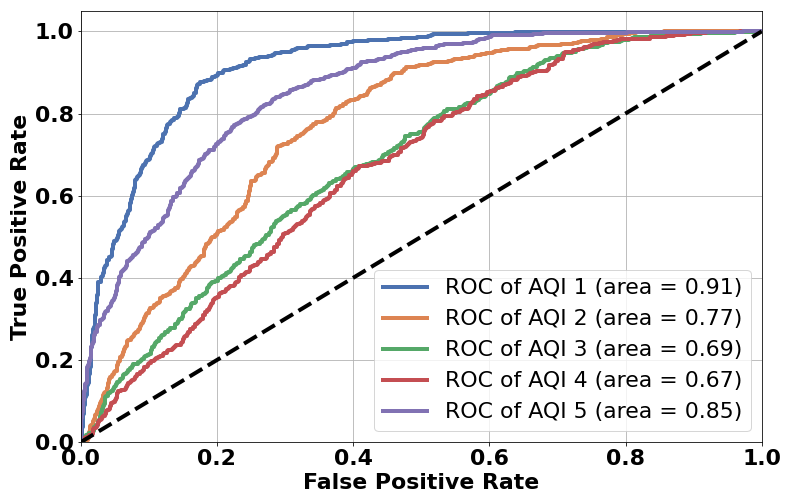 True Positive Rate
1.0
0.8
0.6
0.4
0.2
0.0
0.0 0.2 0.4 0.6 0.8 1.0
False Positive Rate
ROC of AQI 1 (area = 0.91)
ROC of AQI 2 (area = 0.77)
ROC of AQI 3 (area = 0.69)
ROC of AQI 4 (area = 0.67)
ROC of AQI 5 (area = 0.85)